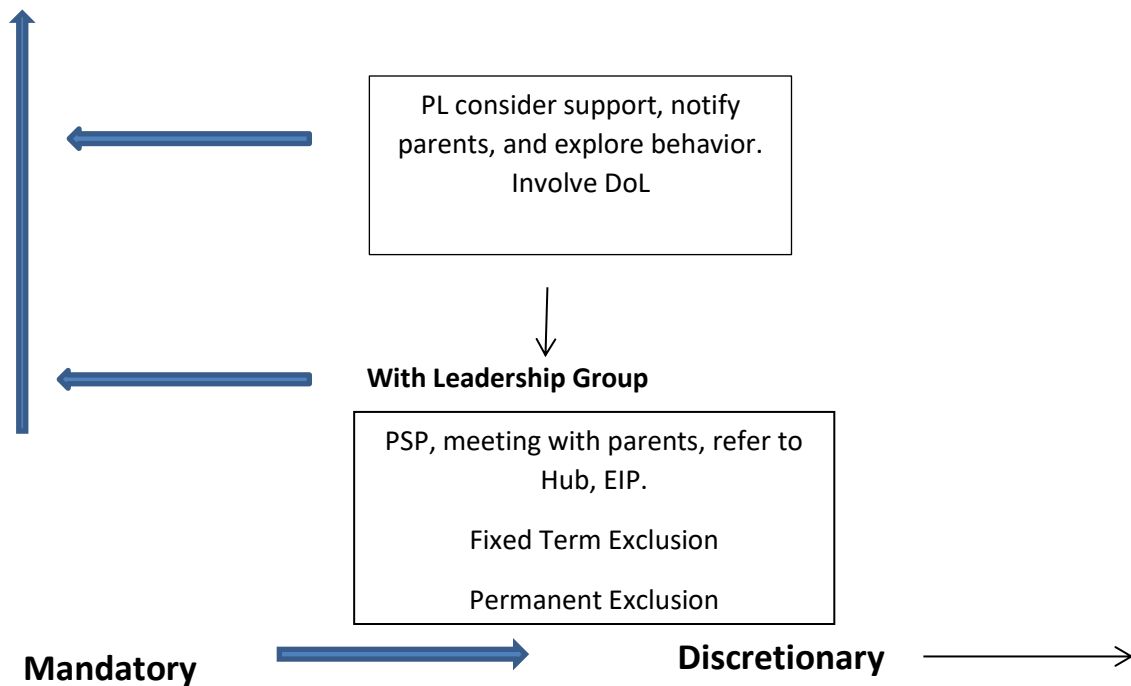 PL consider support, notify
parents, and explore behavior.
Involve DoL
With Leadership Group
PSP, meeting with parents, refer to
Hub, EIP.
Fixed Term Exclusion
Permanent Exclusion
Mandatory
Discretionary